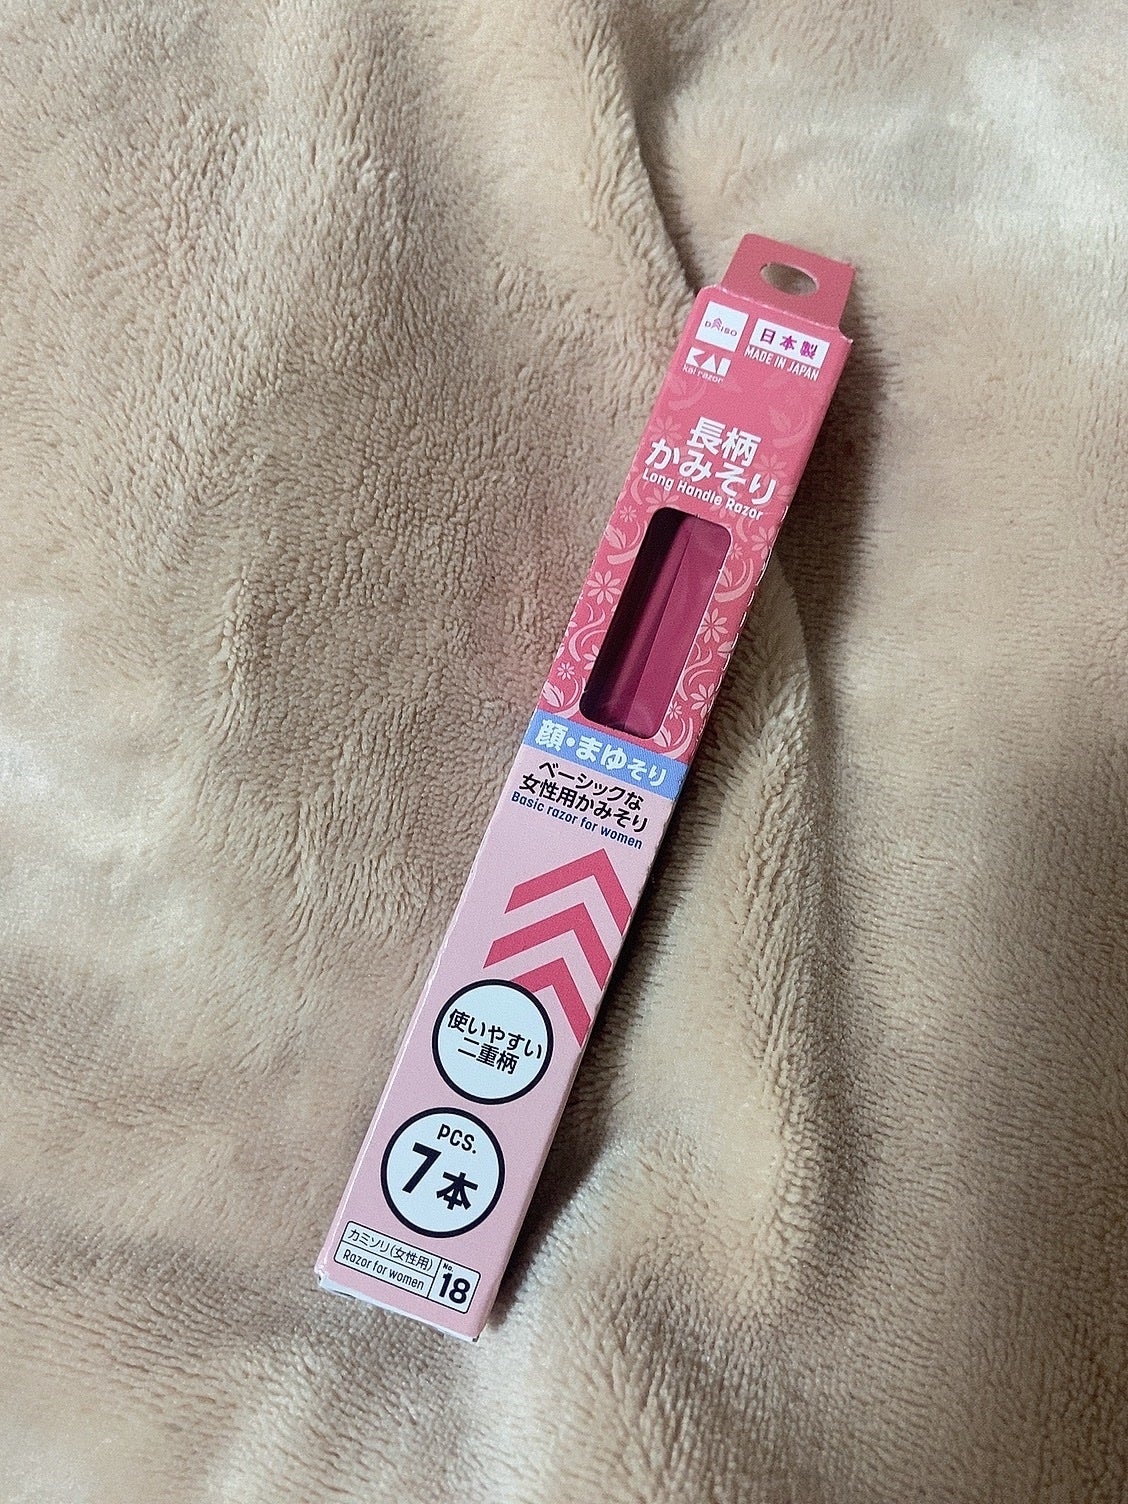 DAISO
日本製
MADE IN JAPAN
KAI
kai razor
長柄
かみそり
Long Handle Razor
顔・まゆそり
ベーシックな
女性用かみそり
Basic razor for women
使いやすい
二重柄
PCS.
7本
カミソリ(女性用)
Razor for women
No.
18